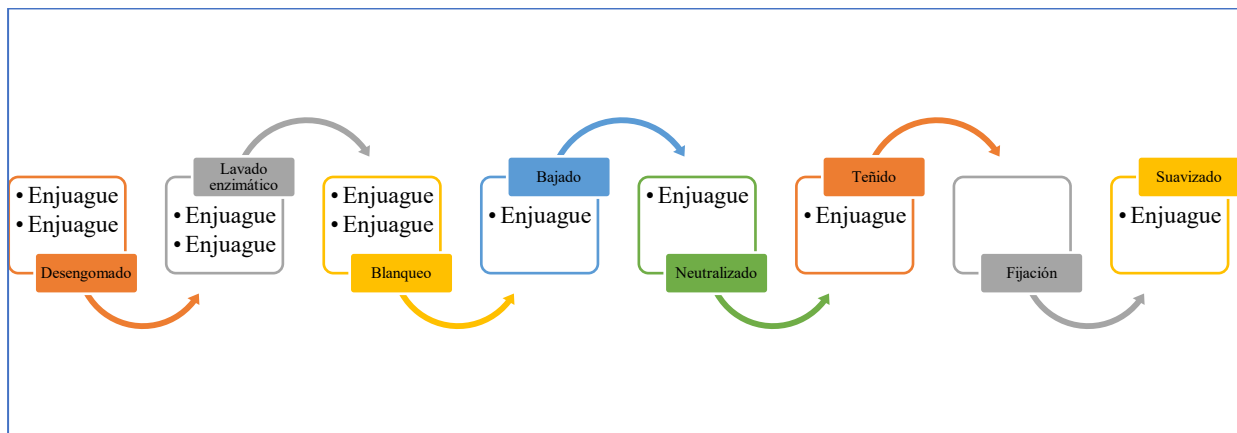 • Enjuague
• Enjuague
Desengomado
Lavado
enzimático
• Enjuague
• Enjuague
• Enjuague
• Enjuague
Blanqueo
Bajado
• Enjuague
• Enjuague
Neutralizado
Teñido
• Enjuague
Fijación
Suavizado
• Enjuague